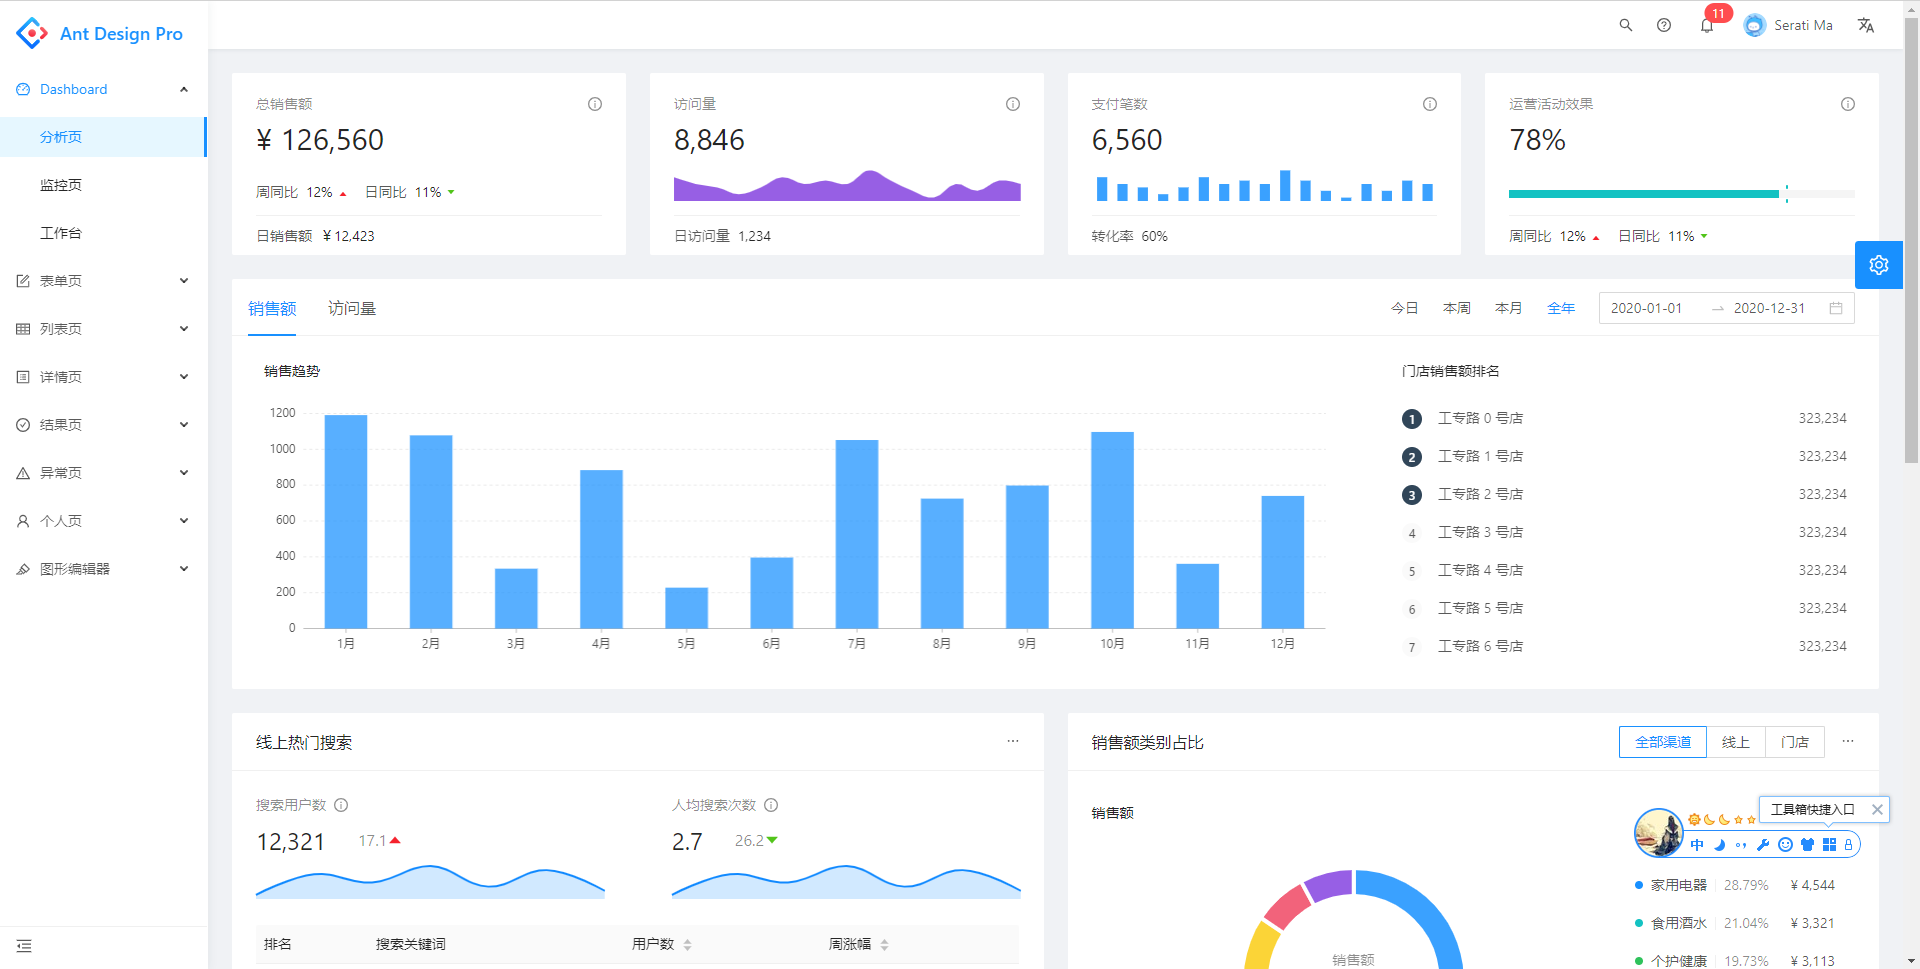 Ant Design Pro
11
Serati Ma
Dashboard
分析页
监控页
工作台
表单页
列表页
详情页
结果页
异常页
个人页
图形编辑器
总销售额
¥ 126,560
周同比 12% 日同比 11%
日销售额 ¥ 12,423
访问量
8,846
日访问量 1,234
支付笔数
6,560
转化率 60%
运营活动效果
78%
周同比 12% 日同比 11%
销售额 访问量
今日 本周 本月 全年 2020-01-01 2020-12-31
销售趋势
1200
1000
800
600
400
200
0
1月 2月 3月 4月 5月 6月 7月 8月 9月 10月 11月 12月
门店销售额排名
1 工专路 0 号店 323,234
2 工专路 1 号店 323,234
3 工专路 2 号店 323,234
4 工专路 3 号店 323,234
5 工专路 4 号店 323,234
6 工专路 5 号店 323,234
7 工专路 6 号店 323,234
线上热门搜索
搜索用户数
12,321 17.1
人均搜索次数
2.7 26.2
排名 搜索关键词 用户数 周涨幅
销售额类别占比
全部渠道 线上 门店
销售额
工具箱快捷入口
中
销售额
家用电器 28.79% ¥ 4,544
食用酒水 21.04% ¥ 3,321
个护健康 19.73% ¥ 3,113